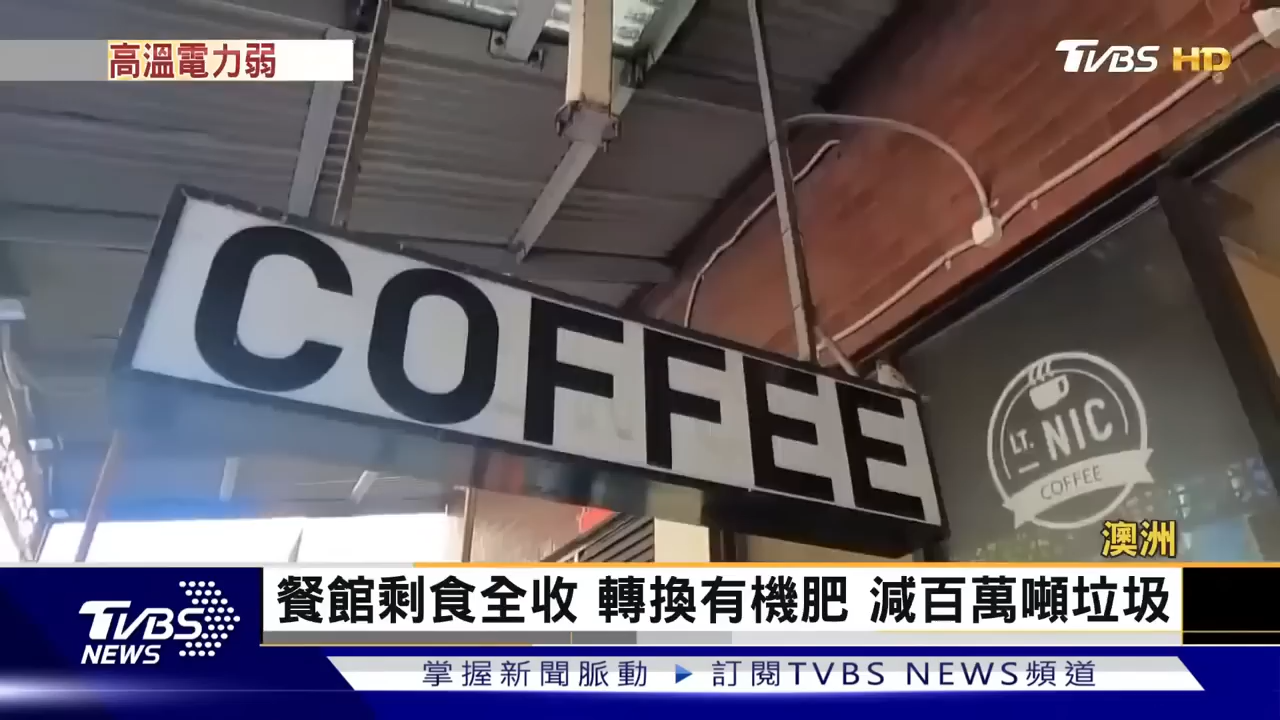 高溫電力弱
TVBS HD
COFFEE
LT. NIC
COFFEE
澳洲
餐館剩食全收 轉換有機肥 減百萬噸垃圾
TVBS
NEWS
掌握新聞脈動 ▶ 訂閱TVBS NEWS頻道